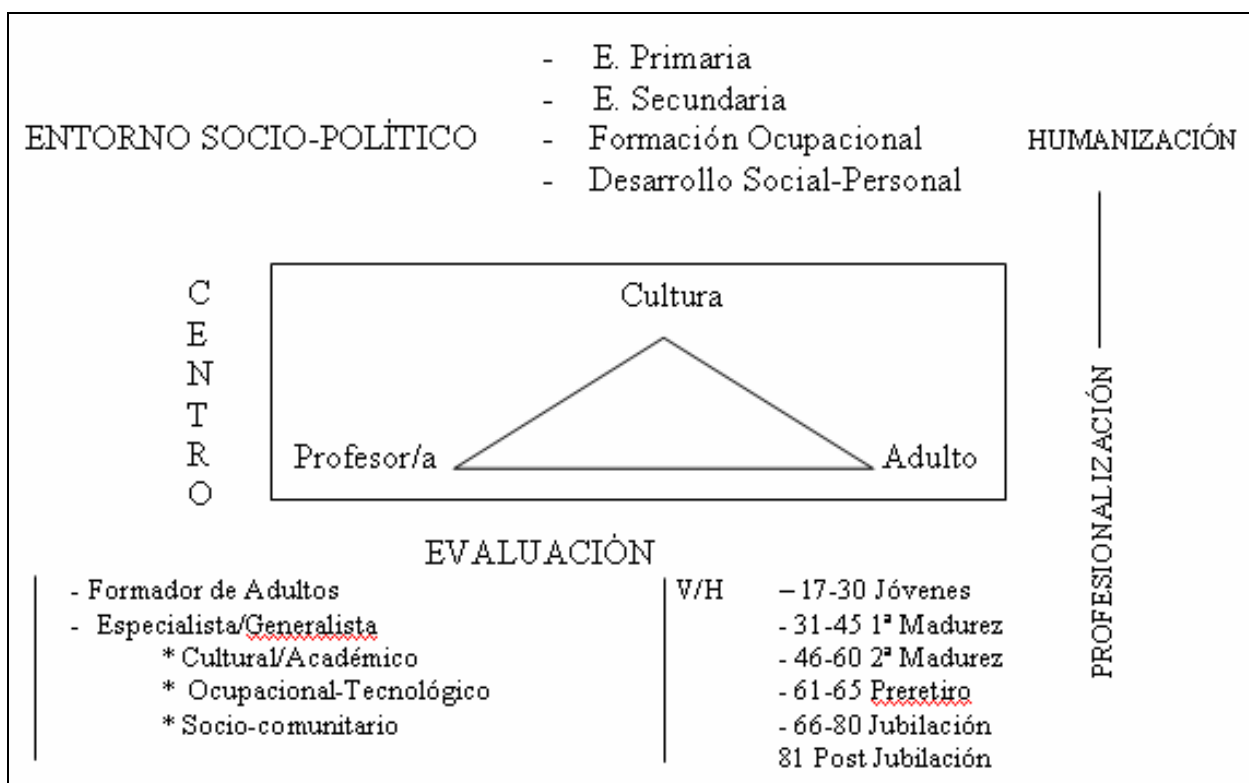 - E. Primaria
- E. Secundaria
ENTORNO SOCIO-POLÍTICO - Formación Ocupacional HUMANIZACIÓN
- Desarrollo Social-Personal
CENTRO
Cultura
Profesor/a Adulto
PROFESIONALIZACIÓN
EVALUACIÓN
- Formador de Adultos
- Especialista/Generalista
* Cultural/Académico
* Ocupacional-Tecnológico
* Socio-comunitario
V/H – 17-30 Jóvenes
- 31-45 1ª Madurez
- 46-60 2ª Madurez
- 61-65 Preretiro
- 66-80 Jubilación
81 Post Jubilación